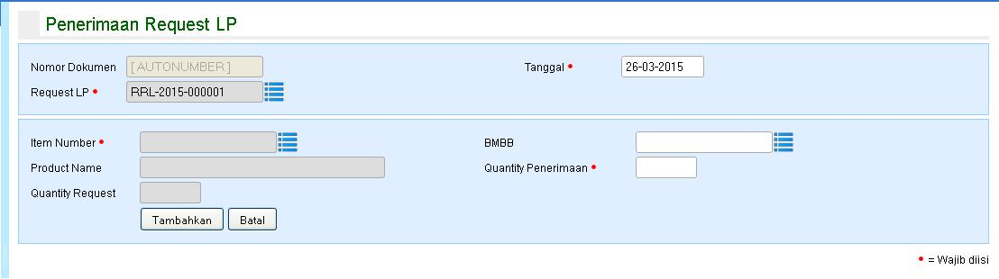 Penerimaan Request LP
Nomor Dokumen [ AUTONUMBER ] Tanggal • 26-03-2015
Request LP • RRL-2015-000001
Item Number • BMBB
Product Name Quantity Penerimaan •
Quantity Request
Tambahkan Batal
• = Wajib diisi